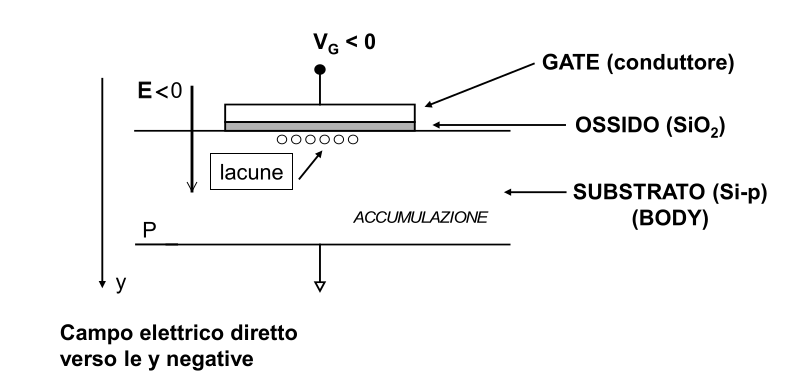 V_G < 0
GATE (conduttore)
E<0
OSSIDO (SiO₂)
lacune
SUBSTRATO (Si-p)
(BODY)
ACCUMULAZIONE
P
y
Campo elettrico diretto
verso le y negative